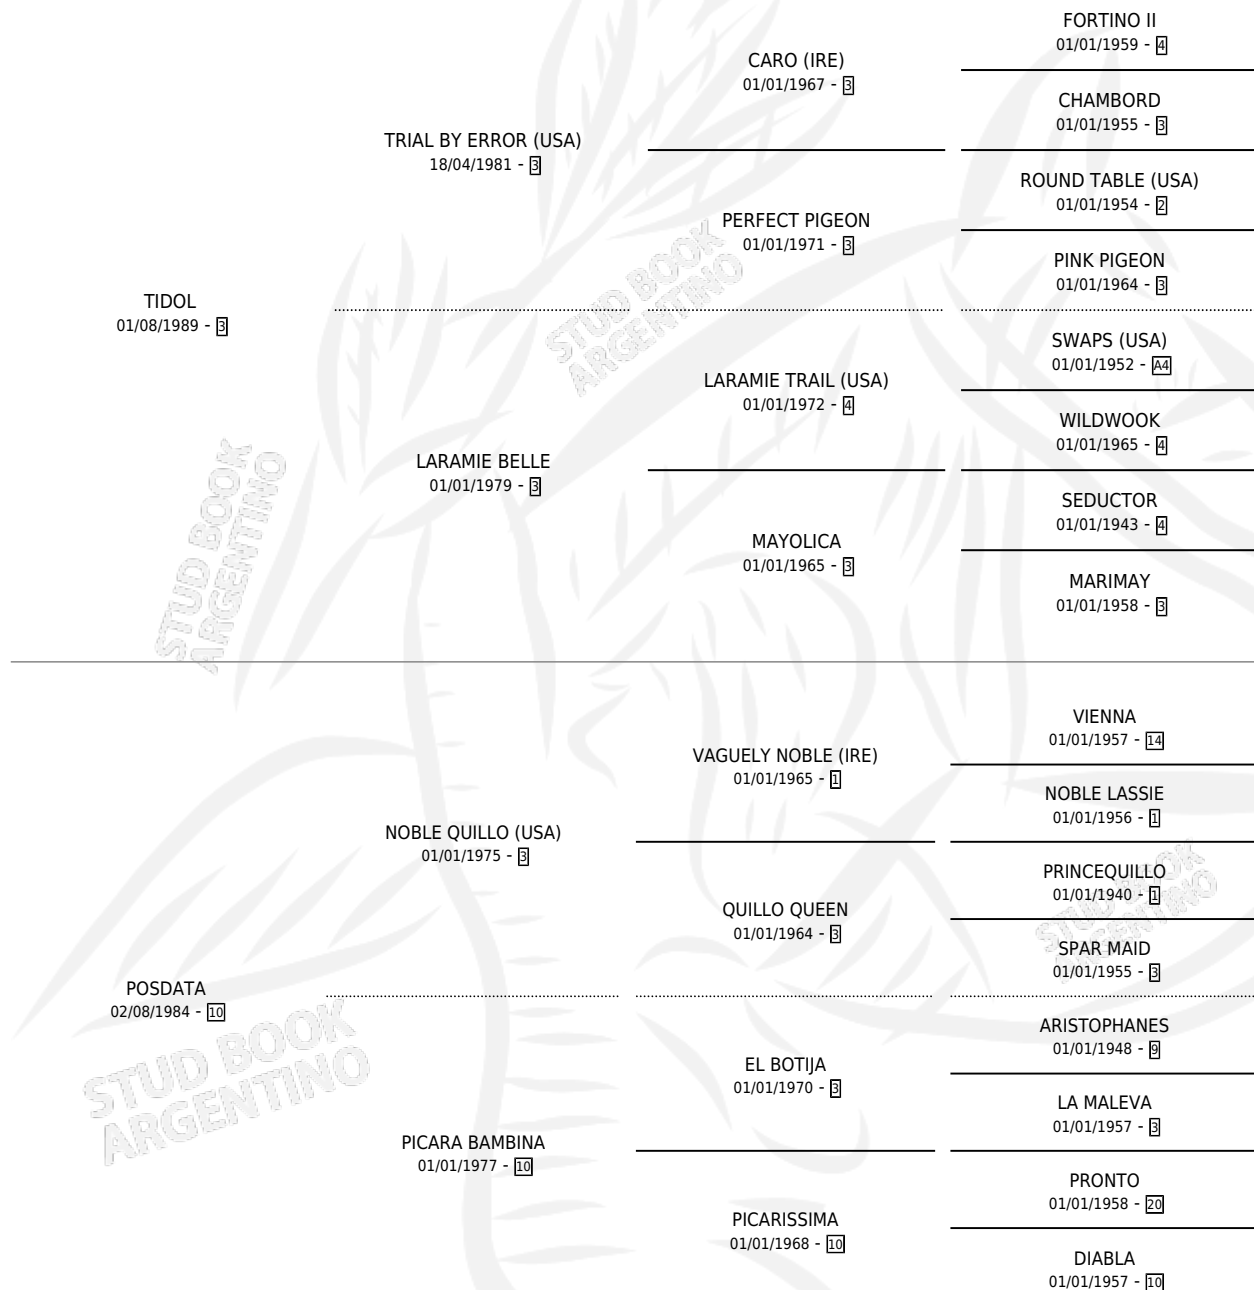 FORTINO II
01/01/1959 - 4
CARO (IRE)
01/01/1967 - 3
CHAMBORD
01/01/1955 - 3
TRIAL BY ERROR (USA)
18/04/1981 - 3
ROUND TABLE (USA)
01/01/1954 - 2
PERFECT PIGEON
01/01/1971 - 3
PINK PIGEON
01/01/1964 - 3
TIDOL
01/08/1989 - 3
SWAPS (USA)
01/01/1952 - A4
LARAMIE TRAIL (USA)
01/01/1972 - 4
WILDWOOK
01/01/1965 - 4
LARAMIE BELLE
01/01/1979 - 3
SEDUCTOR
01/01/1943 - 4
MAYOLICA
01/01/1965 - 3
MARIMAY
01/01/1958 - 3
VIENNA
01/01/1957 - 14
VAGUELY NOBLE (IRE)
01/01/1965 - 1
NOBLE LASSIE
01/01/1956 - 1
NOBLE QUILLO (USA)
01/01/1975 - 3
PRINCEQUILLO
01/01/1940 - 1
QUILLO QUEEN
01/01/1964 - 3
SPAR MAID
01/01/1955 - 3
POSDATA
02/08/1984 - 10
ARISTOPHANES
01/01/1948 - 9
EL BOTIJA
01/01/1970 - 3
LA MALEVA
01/01/1957 - 3
PICARA BAMBINA
01/01/1977 - 10
PRONTO
01/01/1958 - 20
PICARISSIMA
01/01/1968 - 10
DIABLA
01/01/1957 - 10
STUD BOOK
ARGENTINO
STUD BOOK
ARGENTINO
STUD BOOK
ARGENTINO
STUD BOOK
ARGENTINO